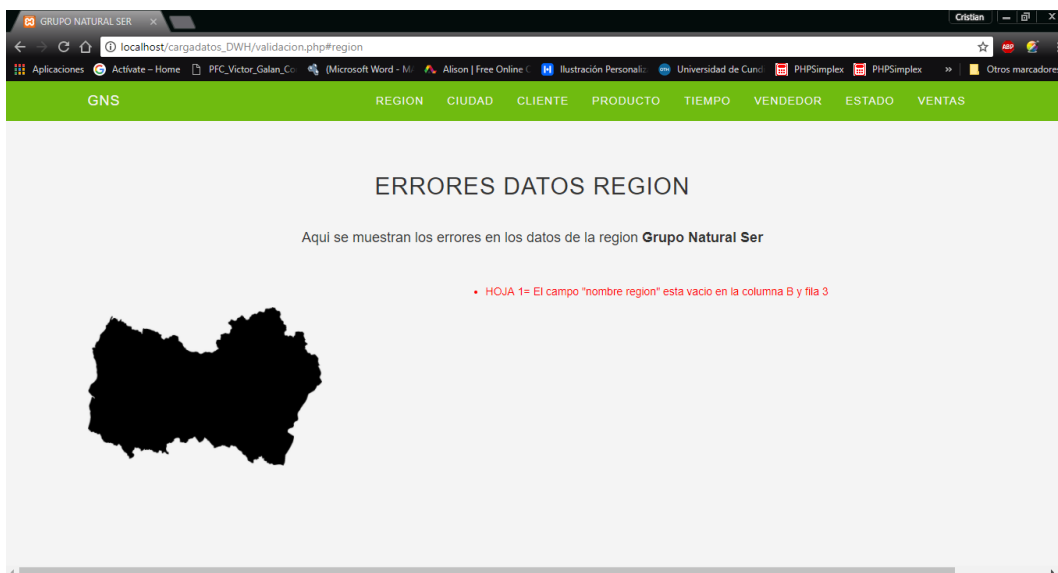 GRUPO NATURAL SER
Cristian
localhost/cargadatos_DWH/validacion.php#region
ABP
Aplicaciones
Actívate – Home
PFC_Victor_Galan_Co
(Microsoft Word - M
Alison | Free Online C
Ilustración Personaliz
Universidad de Cund
PHPSimplex
PHPSimplex
»
Otros marcadores
GNS
REGION
CIUDAD
CLIENTE
PRODUCTO
TIEMPO
VENDEDOR
ESTADO
VENTAS
ERRORES DATOS REGION
Aqui se muestran los errores en los datos de la region Grupo Natural Ser
• HOJA 1= El campo "nombre region" esta vacio en la columna B y fila 3